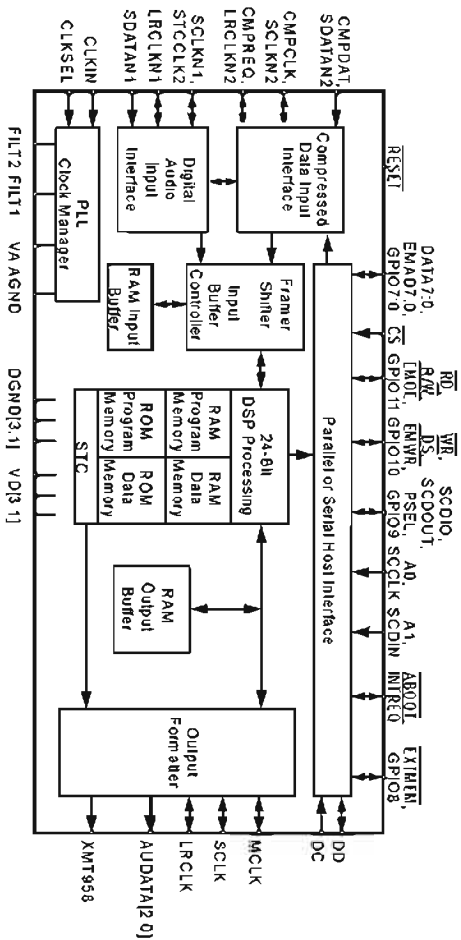 RESET
DATA7:0,
EMAD7:0,
GPIO7:0
CS
RD,
R/W,
EMOE,
GPIO11
WR,
DS,
EMWR,
GPIO10
SCDIO,
SCDOUT,
PSEL,
GPIO9
A0,
SCCLK
A1,
SCDIN
ABOOT
INTREQ
EXTMEM,
GPIO8
CMPDAT,
SDATAN2
CMPCLK,
SCLKN2
CMPREQ,
LRCLKN2
SCLKN1,
STCCLK2
LRCLKN1
SDATAN1
CLKIN
CLKSEL
Parallel or Serial Host Interface
Compressed
Data Input
Interface
Digital
Audio
Input
Interface
Framer
Shifter
Input
Buffer
Controller
RAM Input
Buffer
24-Bit
DSP Processing
RAM
Program
Memory
RAM
Data
Memory
ROM
Program
Memory
ROM
Data
Memory
STC
RAM
Output
Buffer
Output
Formatter
PLL
Clock Manager
DD
DC
MCLK
SCLK
LRCLK
AUDATA[2 0]
XMT958
FILT2
FILT1
VA
AGND
DGND[3.1]
VD[3 1]